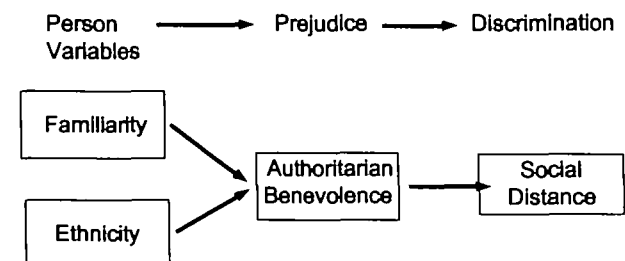 Person Variables
Prejudice
Discrimination
Familiarity
Authoritarian
Benevolence
Social
Distance
Ethnicity